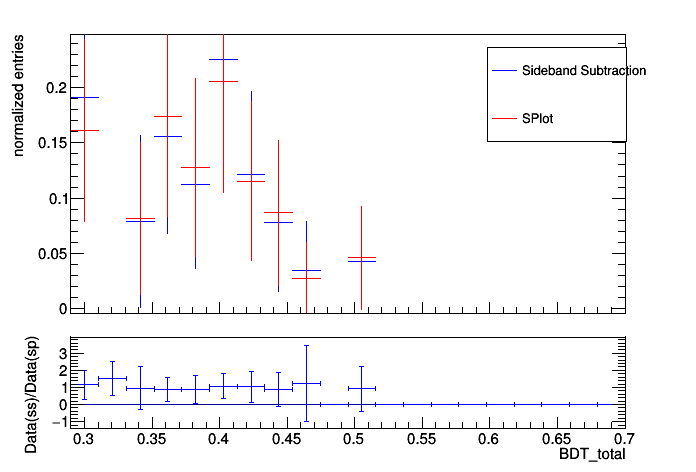 normalized entries
0.2
0.15
0.1
0.05
0
Sideband Subtraction
SPlot
Data(ss)/Data(sp)
3
2
1
0
−1
0.3 0.35 0.4 0.45 0.5 0.55 0.6 0.65 0.7
BDT_total